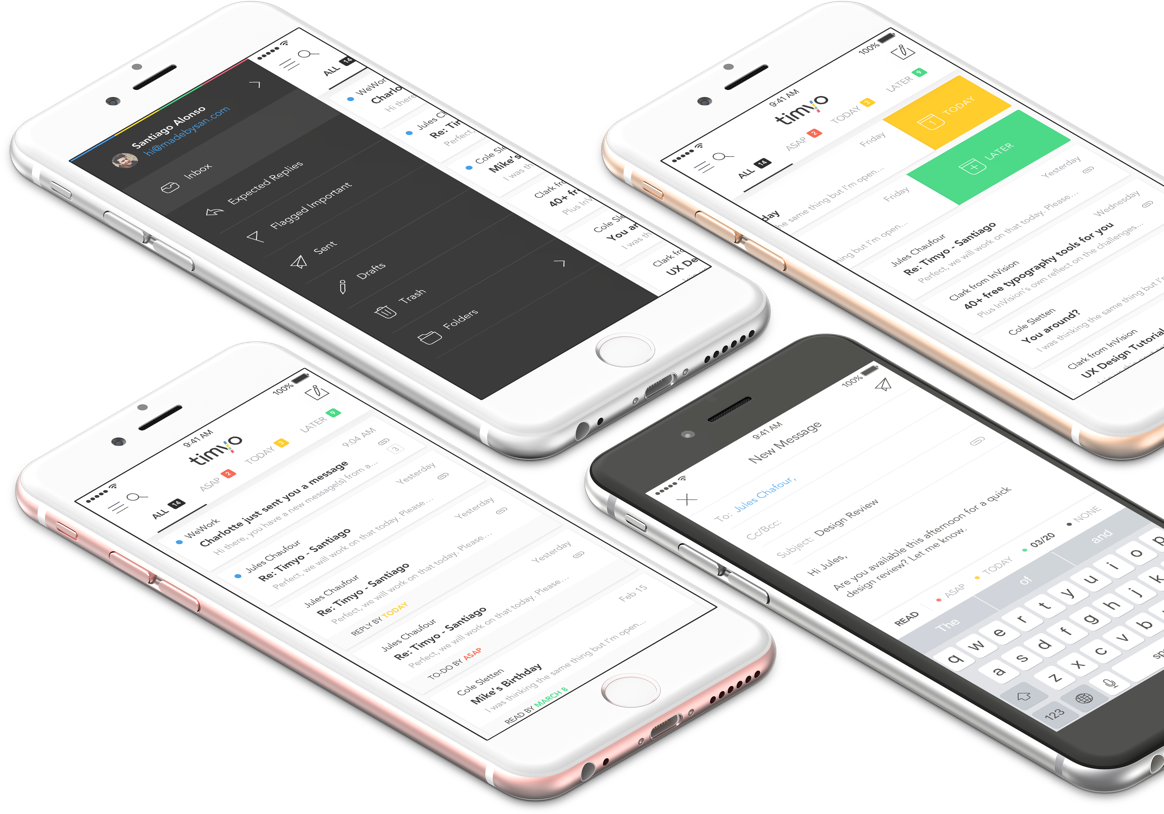 Santiago Alonso
hi@madebysan.com
Inbox
Expected Replies
Flagged Important
Sent
Drafts
Trash
Folders
ALL 14
WeWork
Charlo
Hi there
Jules Ch
Re: Tim
Perfect,
Cole Sl
Mike's
I was th
Clark fr
40+ fr
Plus In
Cole
You ar
I was
Clark f
UX De
9:41 AM
100%
timyo
ALL 14
ASAP 2
TODAY
LATER 9
TODAY
LATER
Friday
day
the same thing but I'm open...
Friday
thing but I'm open...
Yesterday
Jules Chaufour
Re: Timyo - Santiago
Perfect, we will work on that today. Please...
Wednesday
Clark from InVision
40+ free typography tools for you
Plus InVision's own reflect on the challenges...
Cole Sletten
You around?
I was thinking the same thing but I
Clark from InVision
UX Design Tutorial
9:41 AM
100%
timyo
ALL 14
ASAP 2
TODAY
LATER 9
WeWork
9:04 AM
Charlotte just sent you a message
3
Hi there, you have a new message(s) from a...
Jules Chaufour
Yesterday
Re: Timyo - Santiago
Perfect, we will work on that today. Please...
Jules Chaufour
Yesterday
Re: Timyo - Santiago
Perfect, we will work on that today. Please...
REPLY BY TODAY
Jules Chaufour
Yesterday
Re: Timyo - Santiago
Perfect, we will work on that today. Please...
TO-DO BY ASAP
Cole Sletten
Feb 15
Mike's Birthday
I was thinking the same thing but I'm open...
READ BY MARCH 8
9:41 AM
100%
New Message
To: Jules Chafour,
Cc/Bcc:
Subject: Design Review
Hi Jules,
Are you available this afternoon for a quick
design review? Let me know.
READ ASAP TODAY 03/20 NONE
The of and
q w e r t y u i o p
a s d f g h j k
z x c v b
123 sp